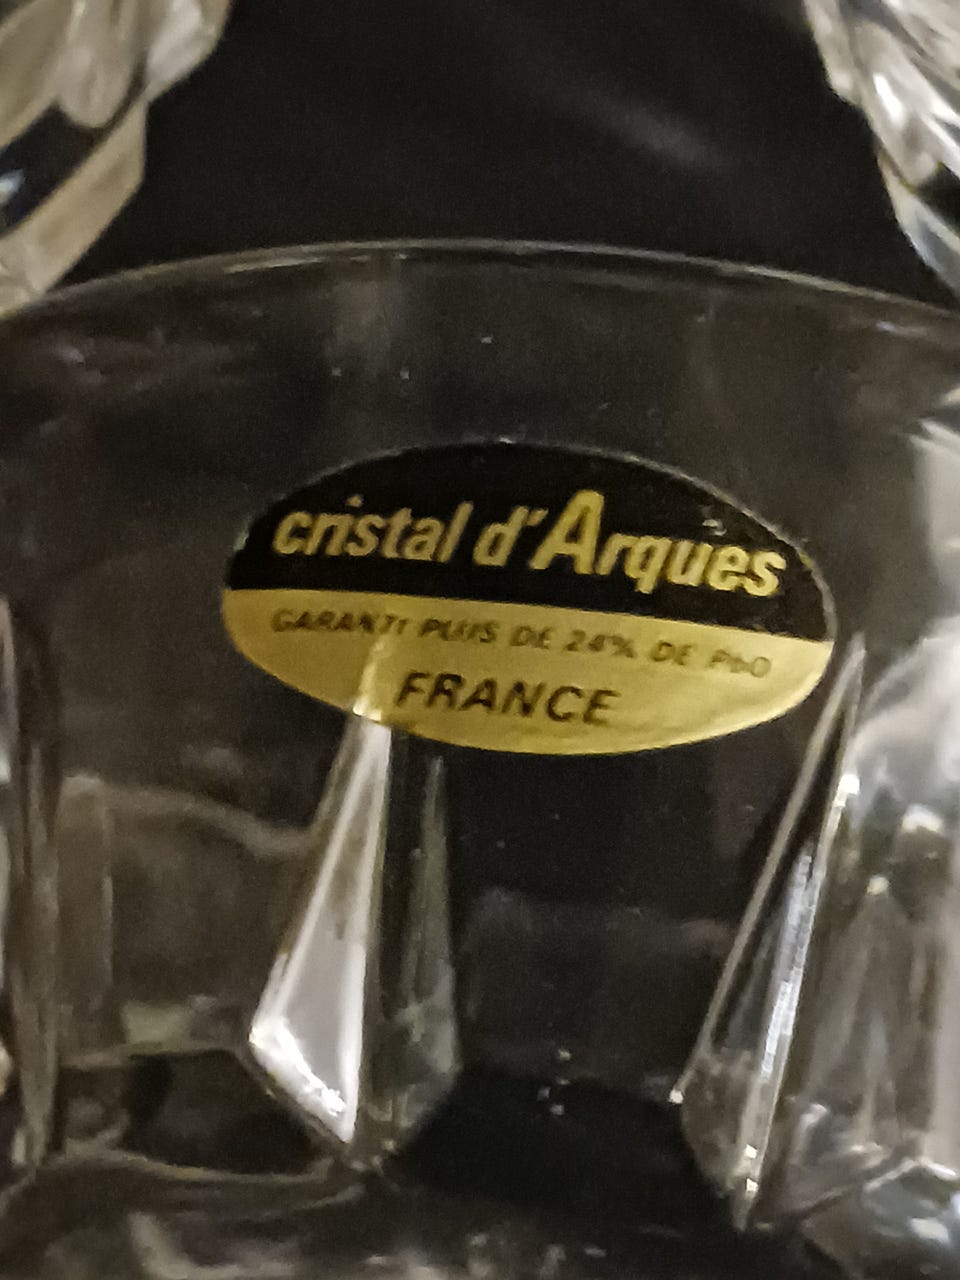 cristal d'Arques
GARANTI PLUS DE 24% DE PbO
FRANCE